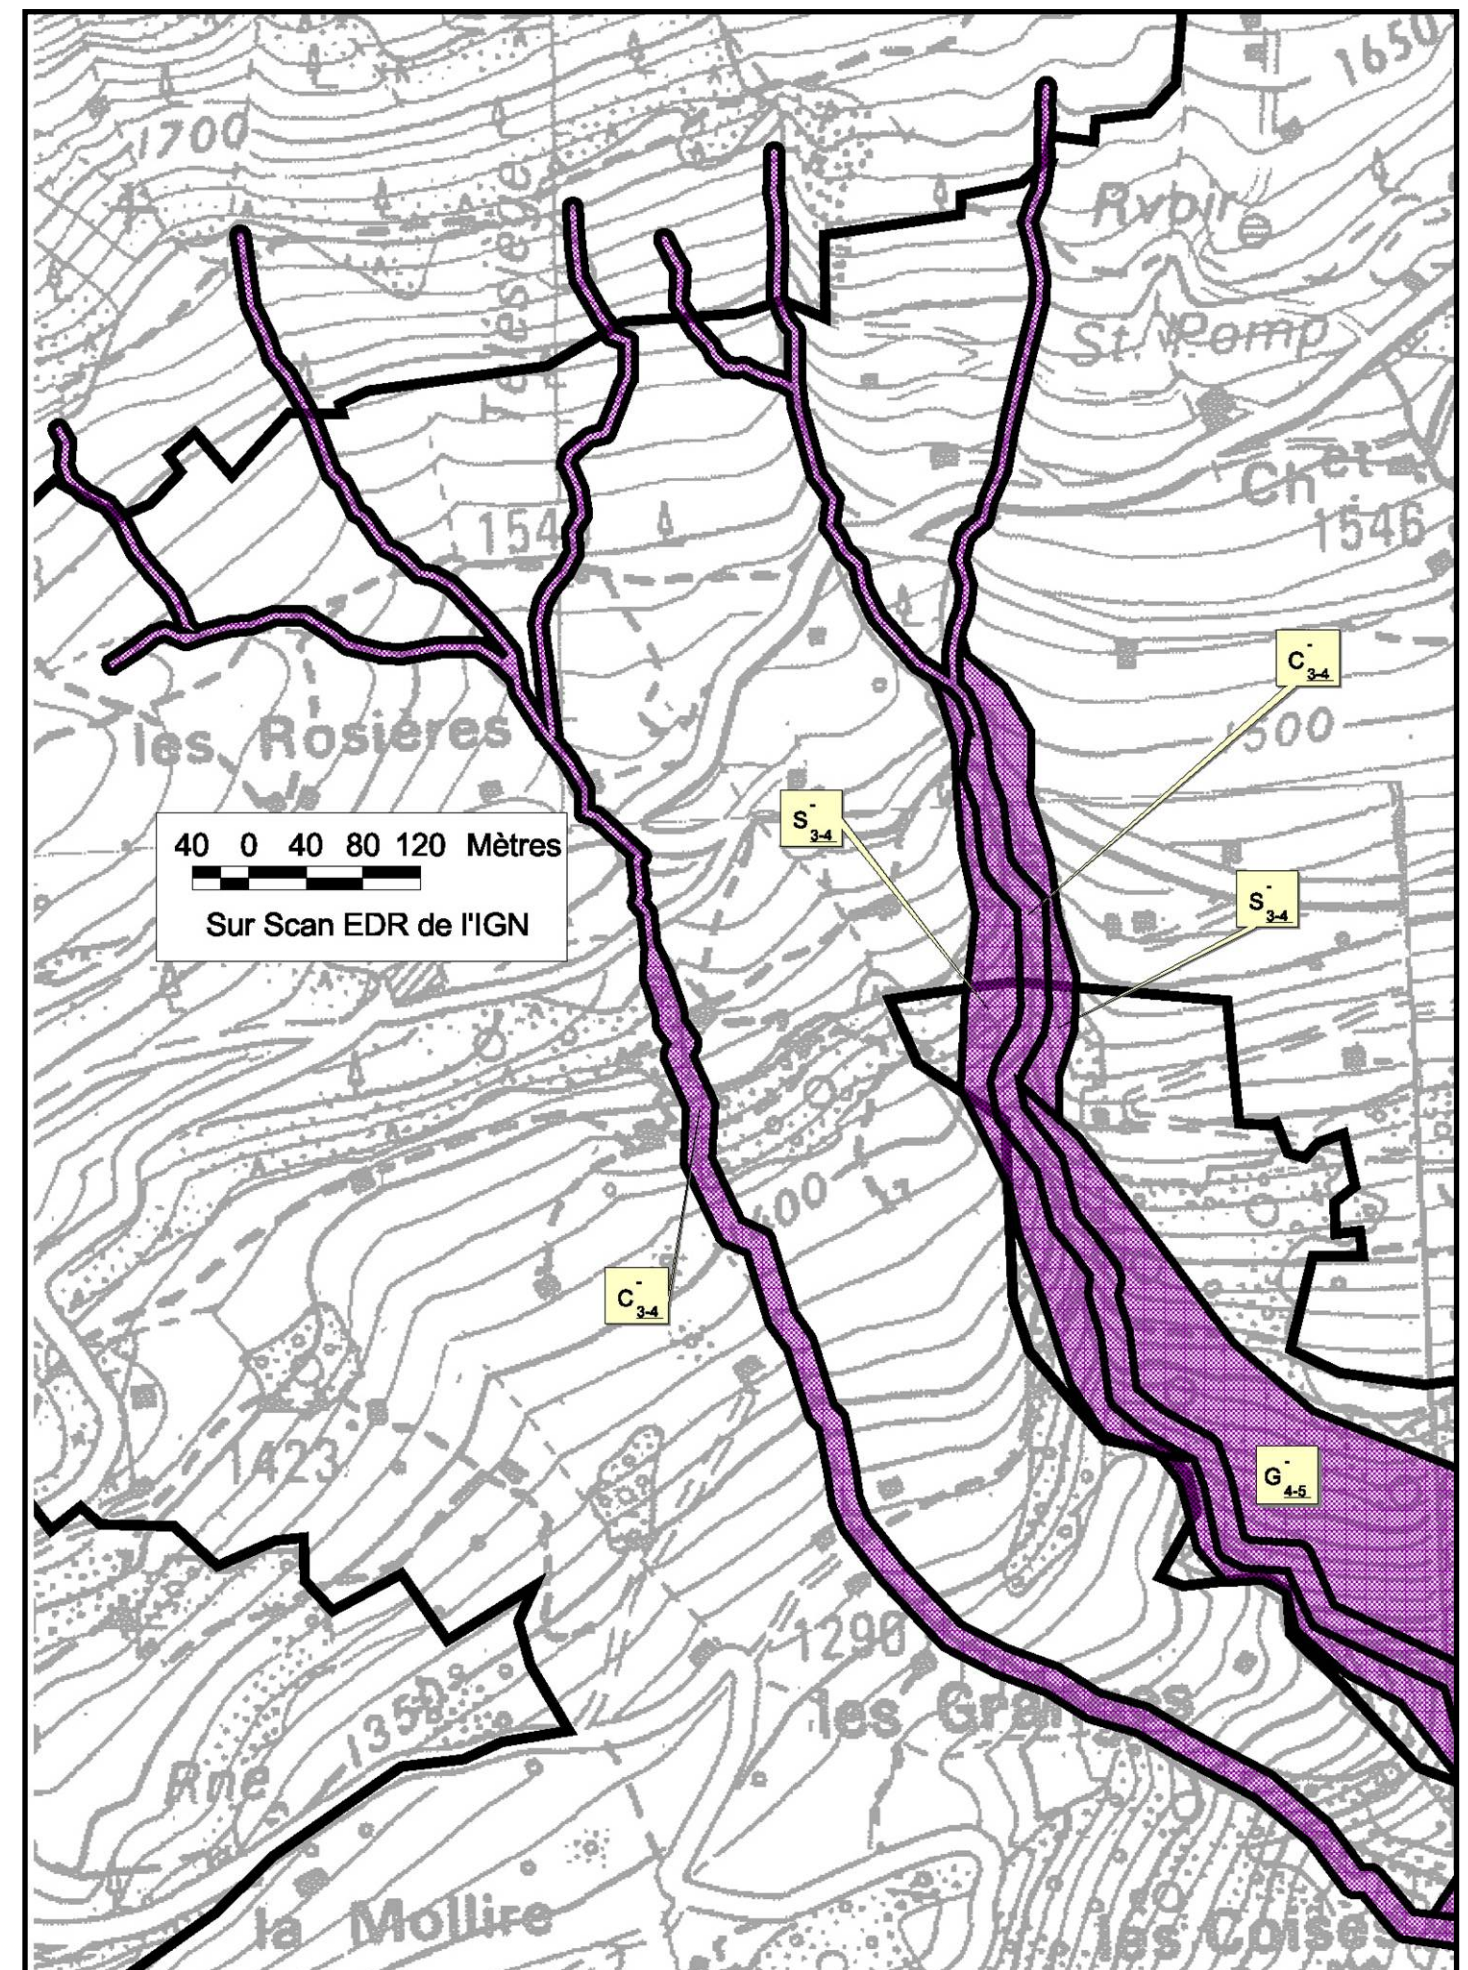 1650
1700
Rybir
St. Pomp
Chet
1546
154
C-3-4
les Rosières
1500
S-3-4
40 0 40 80 120 Mètres
S-3-4
Sur Scan EDR de l'IGN
400
C-3-4
1423
G-4-5
1290
les Granges
1350
Rne
la Mollire
les Coises